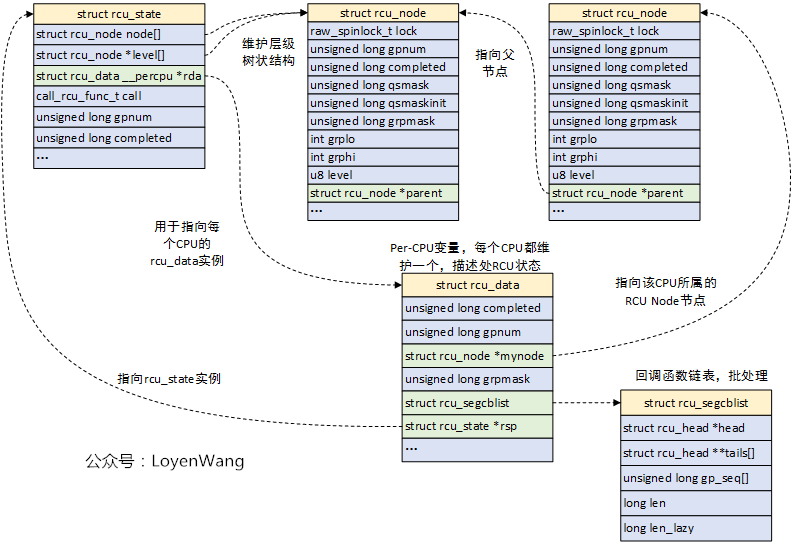 struct rcu_state
struct rcu_node node[]
struct rcu_node *level[]
struct rcu_data __percpu *rda
call_rcu_func_t call
unsigned long gpnum
unsigned long completed
...
维护层级
树状结构
struct rcu_node
raw_spinlock_t lock
unsigned long gpnum
unsigned long completed
unsigned long qsmask
unsigned long qsmaskinit
unsigned long grpmask
int grplo
int grphi
u8 level
struct rcu_node *parent
...
指向父
节点
struct rcu_node
raw_spinlock_t lock
unsigned long gpnum
unsigned long completed
unsigned long qsmask
unsigned long qsmaskinit
unsigned long grpmask
int grplo
int grphi
u8 level
struct rcu_node *parent
...
用于指向每
个CPU的
rcu_data实例
Per-CPU变量，每个CPU都维
护一个，描述处RCU状态
struct rcu_data
unsigned long completed
unsigned long gpnum
struct rcu_node *mynode
unsigned long grpmask
struct rcu_segcblist
struct rcu_state *rsp
...
指向该CPU所属的
RCU Node节点
指向rcu_state实例
回调函数链表，批处理
struct rcu_segcblist
struct rcu_head *head
struct rcu_head **tails[]
unsigned long gp_seq[]
long len
long len_lazy
公众号：LoyenWang